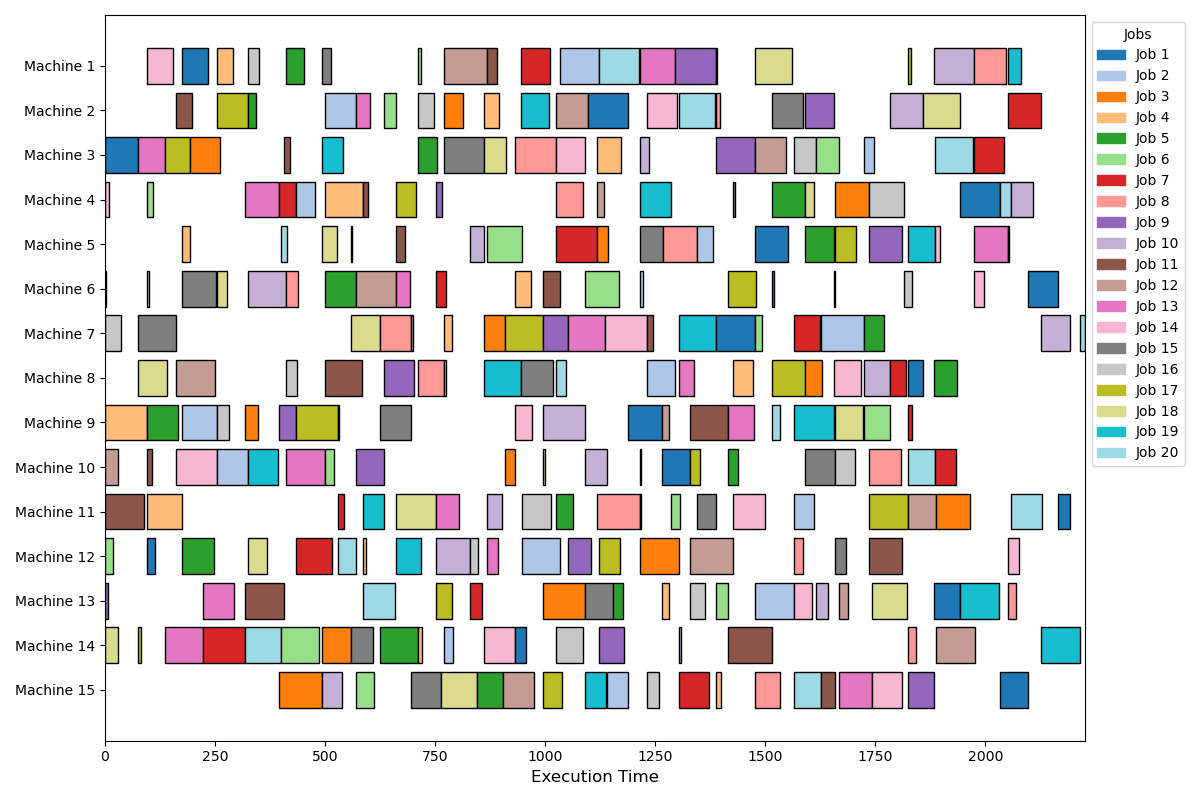 Machine 1
Machine 2
Machine 3
Machine 4
Machine 5
Machine 6
Machine 7
Machine 8
Machine 9
Machine 10
Machine 11
Machine 12
Machine 13
Machine 14
Machine 15
0 250 500 750 1000 1250 1500 1750 2000
Execution Time
Jobs
Job 1
Job 2
Job 3
Job 4
Job 5
Job 6
Job 7
Job 8
Job 9
Job 10
Job 11
Job 12
Job 13
Job 14
Job 15
Job 16
Job 17
Job 18
Job 19
Job 20